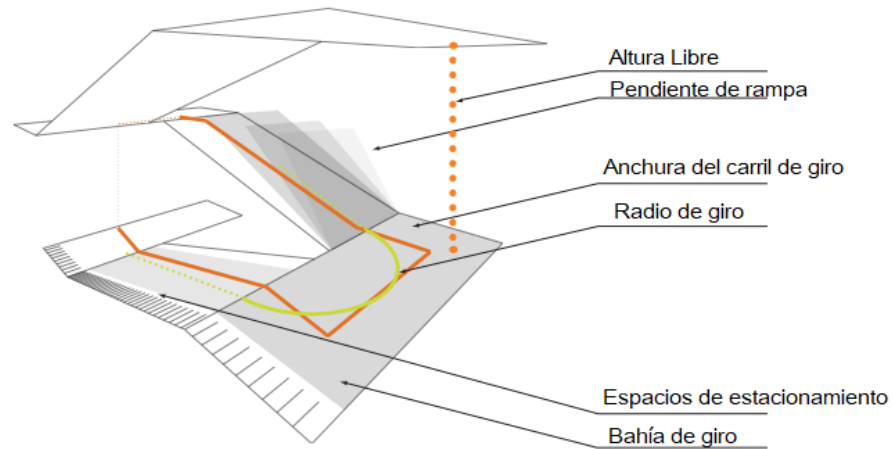 Altura Libre
Pendiente de rampa
Anchura del carril de giro
Radio de giro
Espacios de estacionamiento
Bahía de giro